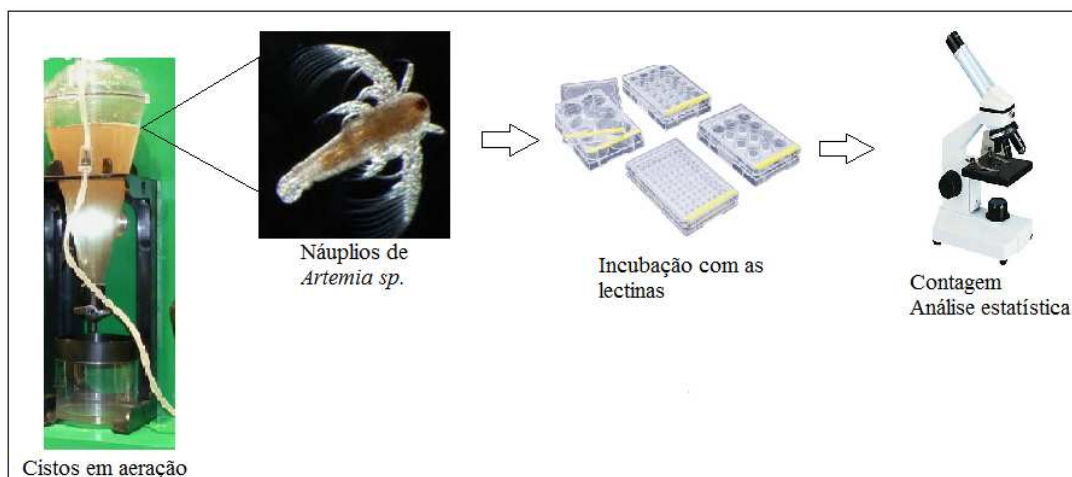 Náuplios de
Artemia sp.
Incubação com as
lectinas
Contagem
Análise estatística
Cistos em aeração